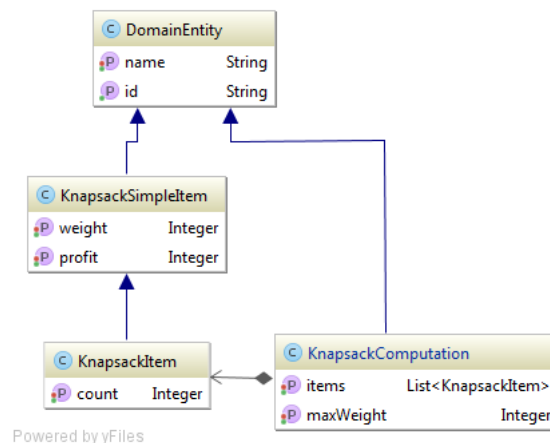 C DomainEntity
P name String
P id String
C KnapsackSimpleItem
P weight Integer
P profit Integer
C KnapsackItem
P count Integer
C KnapsackComputation
P items List<KnapsackItem>
P maxWeight Integer
Powered by yFiles